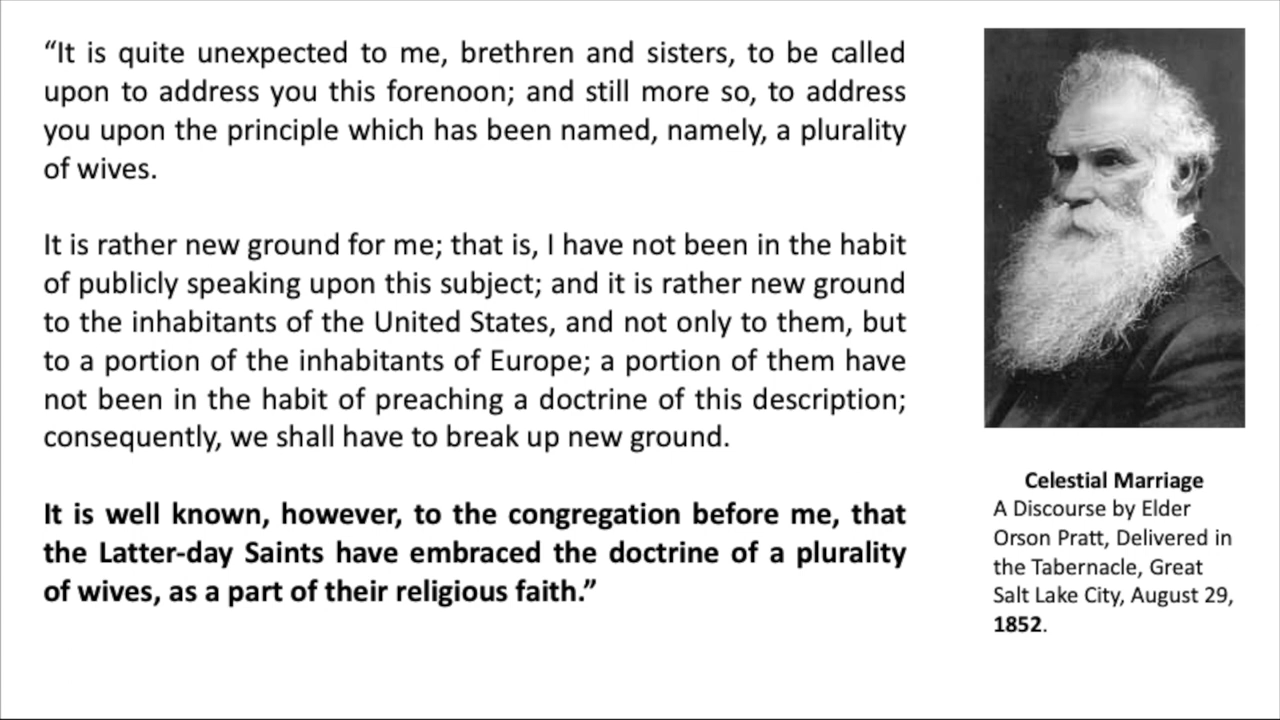 “It is quite unexpected to me, brethren and sisters, to be called
upon to address you this forenoon; and still more so, to address
you upon the principle which has been named, namely, a plurality
of wives.
It is rather new ground for me; that is, I have not been in the habit
of publicly speaking upon this subject; and it is rather new ground
to the inhabitants of the United States, and not only to them, but
to a portion of the inhabitants of Europe; a portion of them have
not been in the habit of preaching a doctrine of this description;
consequently, we shall have to break up new ground.
It is well known, however, to the congregation before me, that
the Latter-day Saints have embraced the doctrine of a plurality
of wives, as a part of their religious faith.”
Celestial Marriage
A Discourse by Elder
Orson Pratt, Delivered in
the Tabernacle, Great
Salt Lake City, August 29,
1852.